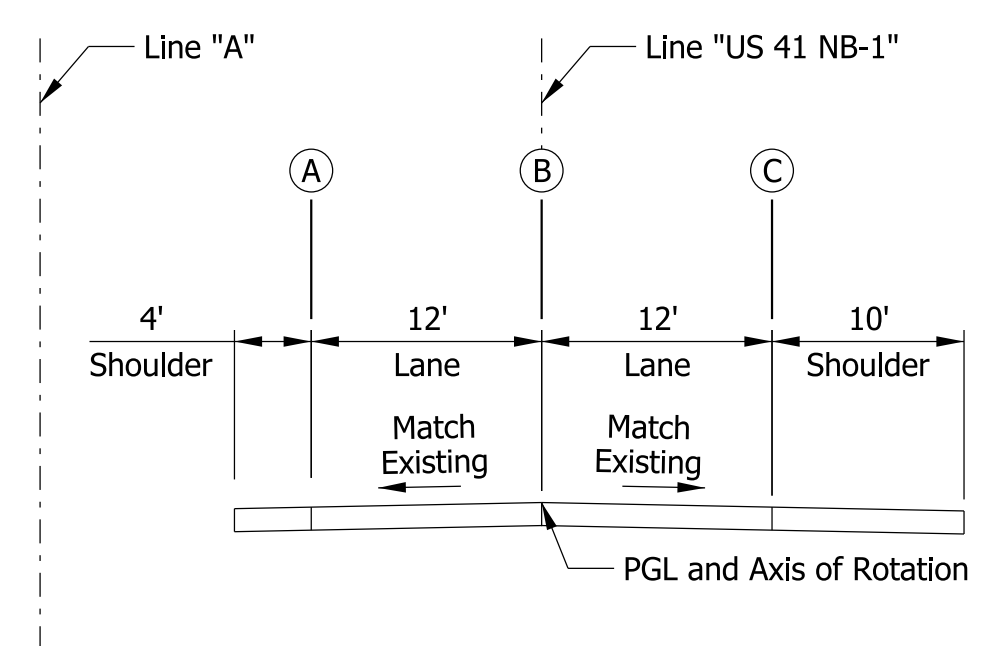 Line "A"
Line "US 41 NB-1"
A
B
C
4'
12'
12'
10'
Shoulder
Lane
Lane
Shoulder
Match
Existing
Match
Existing
PGL and Axis of Rotation